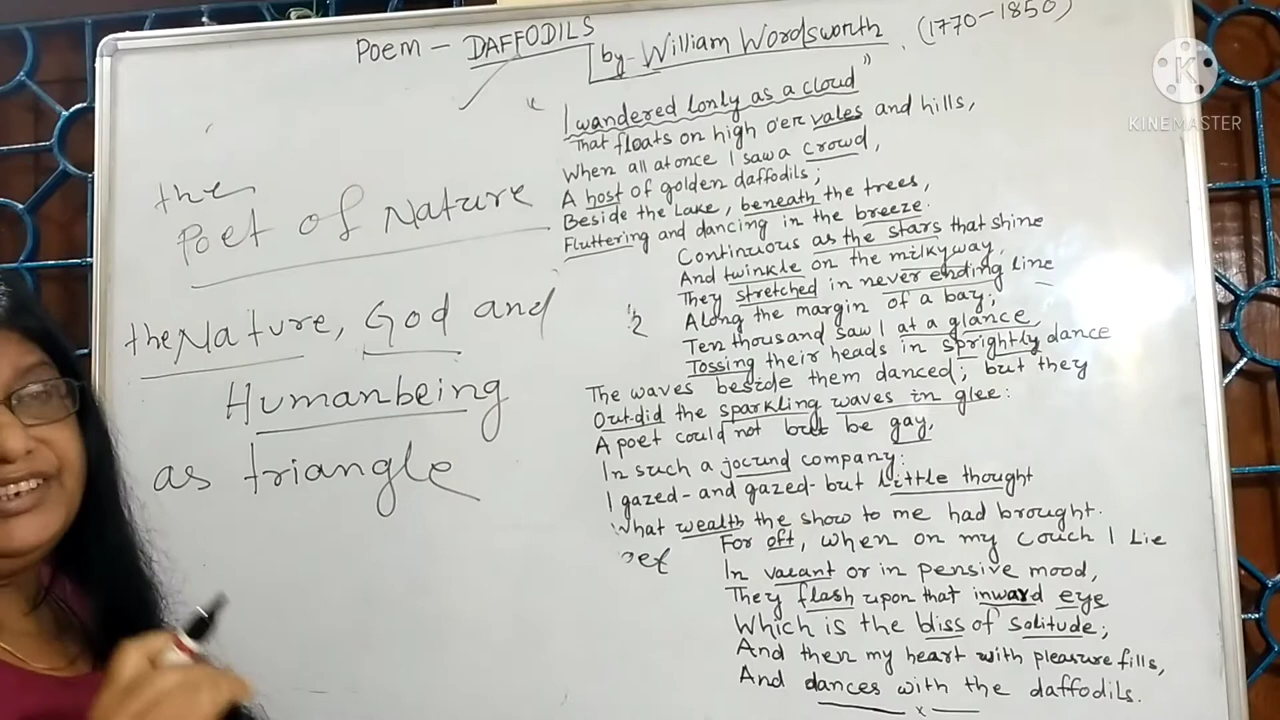 Poem - DAFFODILS
by- William Wordsworth . (1770-1850)
the
Poet of Nature
the Nature, God and
Humanbeing
as triangle
"I wandered lonly as a cloud"
That floats on high o'er vales and hills,
When all at once I saw a crowd,
A host of golden daffodils;
Beside the Lake, beneath the trees,
Fluttering and dancing in the breeze.
Continuous as the stars that shine
And twinkle on the milkyway,
They stretched in never ending line
Along the margin of a bay;
Ten thousand saw I at a glance,
Tossing their heads in sprightly dance
The waves beside them danced; but they
Out-did the sparkling waves in glee:
A poet could not but be gay,
In such a jocund company:
I gazed- and gazed- but little thought
What wealth the show to me had brought.
For oft, when on my couch I Lie
In vacant or in pensive mood,
They flash upon that inward eye
Which is the bliss of solitude;
And then my heart with pleasure fills,
And dances with the daffodils.
x
K
KINEMASTER